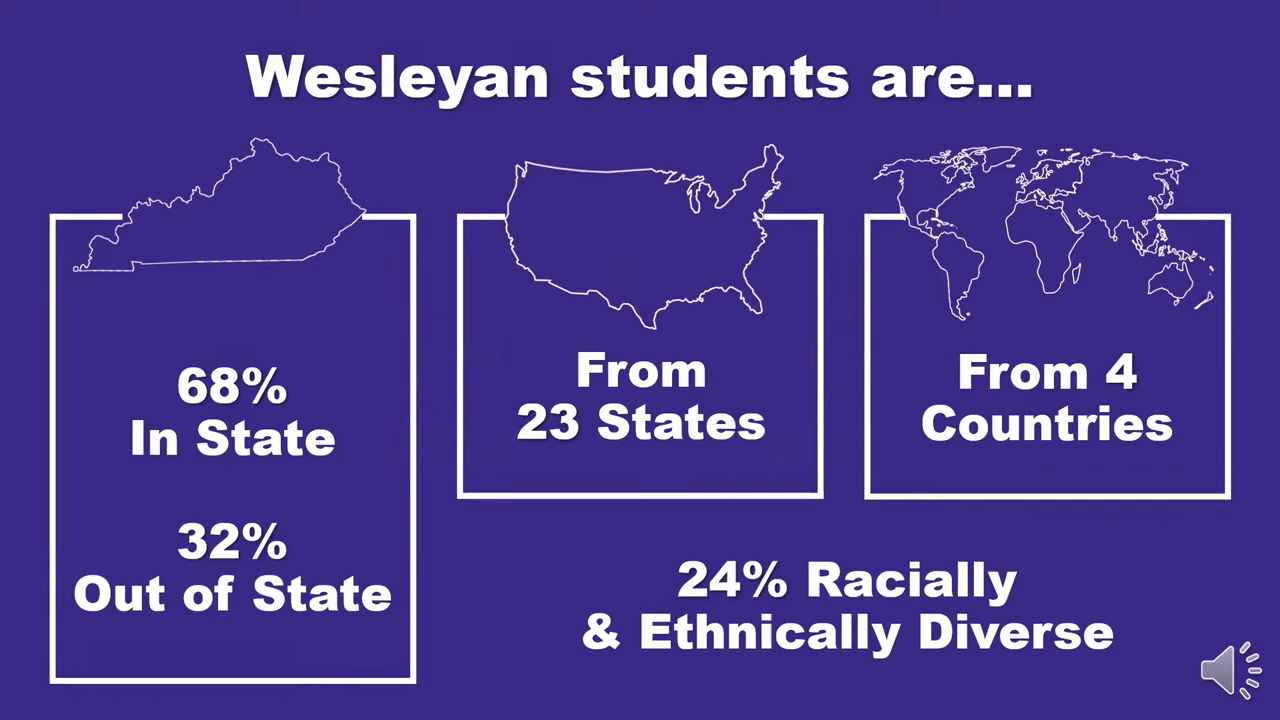 Wesleyan students are...
68%
In State
32%
Out of State
From
23 States
From 4
Countries
24% Racially
& Ethnically Diverse